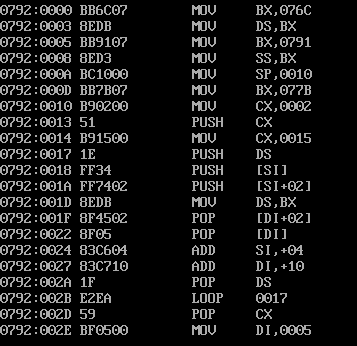 0792:0000 BB6C07 MOV BX,076C
0792:0003 8EDB MOV DS,BX
0792:0005 BB9107 MOV BX,0791
0792:0008 8ED3 MOV SS,BX
0792:000A BC1000 MOV SP,0010
0792:000D BB7B07 MOV BX,077B
0792:0010 B90200 MOV CX,0002
0792:0013 51 PUSH CX
0792:0014 B91500 MOV CX,0015
0792:0017 1E PUSH DS
0792:0018 FF34 PUSH [SI]
0792:001A FF7402 PUSH [SI+02]
0792:001D 8EDB MOV DS,BX
0792:001F 8F4502 POP [DI+02]
0792:0022 8F05 POP [DI]
0792:0024 83C604 ADD SI,+04
0792:0027 83C710 ADD DI,+10
0792:002A 1F POP DS
0792:002B E2EA LOOP 0017
0792:002D 59 POP CX
0792:002E BF0500 MOV DI,0005